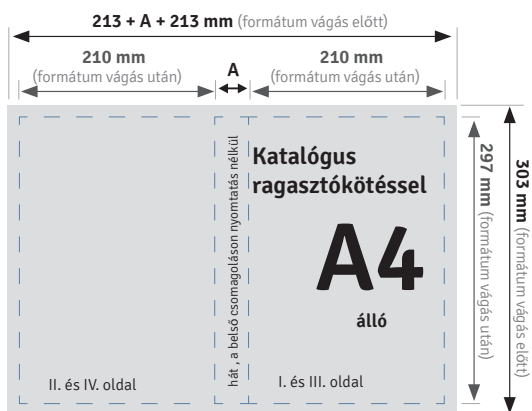 213 + A + 213 mm (formátum vágás előtt)
210 mm
(formátum vágás után)
A
210 mm
(formátum vágás után)
Katalógus
ragasztókötéssel
A4
álló
hát , a belső csomagoláson nyomtatás nélkül
II. és IV. oldal
I. és III. oldal
297 mm (formátum vágás után)
303 mm (formátum vágás előtt)